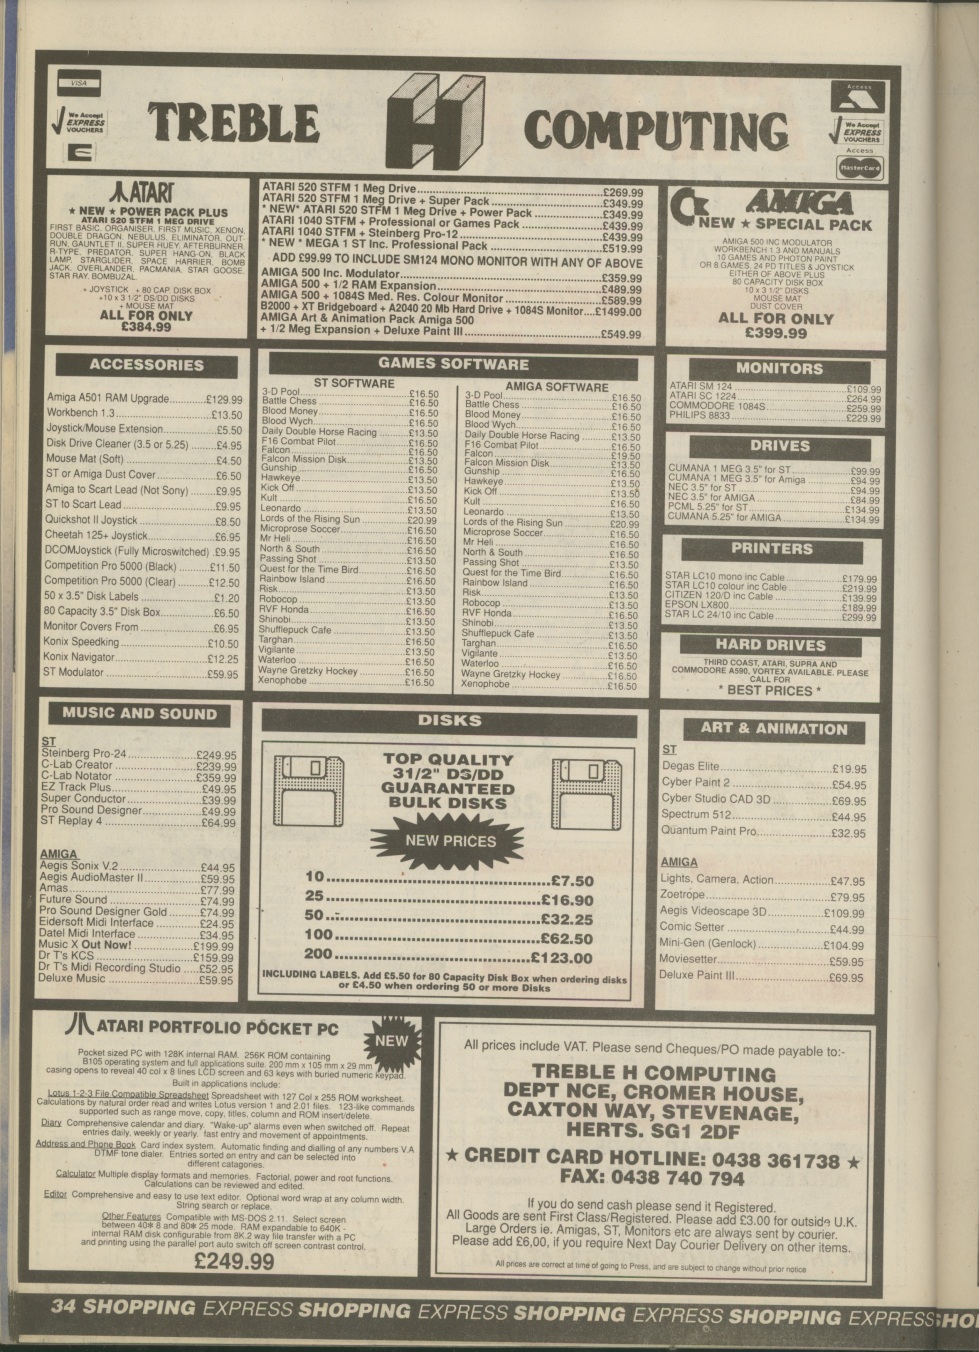 VISA
We Accept
EXPRESS
VOUCHERS
TREBLE H COMPUTING
Access
We Accept
EXPRESS
VOUCHERS
Access
MasterCard
ATARI
★ NEW ★ POWER PACK PLUS
ATARI 520 STFM 1 MEG DRIVE
FIRST BASIC, ORGANISER, FIRST MUSIC, XENON,
DOUBLE DRAGON, NEBULUS, ELIMINATOR, OUT-
RUN, GAUNTLET II, SUPER HUEY, AFTERBURNER,
R-TYPE, PREDATOR, SUPER HANG-ON, BLACK
LAMP, STARGLIDER, SPACE HARRIER, BOMB
JACK, OVERLANDER, PACMANIA, STAR GOOSE,
STAR RAY, BOMBUZAL.
+ JOYSTICK + 80 CAP. DISK BOX
+10 x 3 1/2" DS/DD DISKS
+ MOUSE MAT
ALL FOR ONLY
£384.99
ATARI 520 STFM 1 Meg Drive £269.99
ATARI 520 STFM 1 Meg Drive + Super Pack £349.99
* NEW* ATARI 520 STFM 1 Meg Drive + Power Pack £349.99
ATARI 1040 STFM + Professional or Games Pack £439.99
ATARI 1040 STFM + Steinberg Pro-12 £439.99
* NEW * MEGA 1 ST Inc. Professional Pack £519.99
ADD £99.99 TO INCLUDE SM124 MONO MONITOR WITH ANY OF ABOVE
AMIGA 500 Inc. Modulator £359.99
AMIGA 500 + 1/2 RAM Expansion £489.99
AMIGA 500 + 1084S Med. Res. Colour Monitor £589.99
B2000 + XT Bridgeboard + A2040 20 Mb Hard Drive + 1084S Monitor £1499.00
AMIGA Art & Animation Pack Amiga 500
+ 1/2 Meg Expansion + Deluxe Paint III £549.99
AMIGA
NEW ★ SPECIAL PACK
AMIGA 500 INC MODULATOR
WORKBENCH 1.3 AND MANUALS
10 GAMES AND PHOTON PAINT
OR 8 GAMES, 24 PD TITLES & JOYSTICK
EITHER OF ABOVE PLUS
80 CAPACITY DISK BOX
10 x 3 1/2" DISKS
MOUSE MAT
DUST COVER
ALL FOR ONLY
£399.99
ACCESSORIES
Amiga A501 RAM Upgrade £129.99
Workbench 1.3 £13.50
Joystick/Mouse Extension £5.50
Disk Drive Cleaner (3.5 or 5.25) £4.95
Mouse Mat (Soft) £4.50
ST or Amiga Dust Cover £6.50
Amiga to Scart Lead (Not Sony) £9.95
ST to Scart Lead £9.95
Quickshot II Joystick £8.50
Cheetah 125+ Joystick £6.95
DCOMJoystick (Fully Microswitched) £9.95
Competition Pro 5000 (Black) £11.50
Competition Pro 5000 (Clear) £12.50
50 x 3.5" Disk Labels £1.20
80 Capacity 3.5" Disk Box £6.50
Monitor Covers From £6.95
Konix Speedking £10.50
Konix Navigator £12.25
ST Modulator £59.95
GAMES SOFTWARE
ST SOFTWARE
3-D Pool £16.50
Battle Chess £16.50
Blood Money £16.50
Blood Wych £16.50
Daily Double Horse Racing £13.50
F16 Combat Pilot £16.50
Falcon £16.50
Falcon Mission Disk £13.50
Gunship £16.50
Hawkeye £13.50
Kick Off £13.50
Kult £16.50
Leonardo £13.50
Lords of the Rising Sun £20.99
Microprose Soccer £16.50
Mr Heli £16.50
North & South £16.50
Passing Shot £13.50
Quest for the Time Bird £16.50
Rainbow Island £16.50
Risk £13.50
Robocop £13.50
RVF Honda £16.50
Shinobi £13.50
Shufflepuck Cafe £13.50
Targhan £16.50
Vigilante £13.50
Waterloo £16.50
Wayne Gretzky Hockey £16.50
Xenophobe £16.50
AMIGA SOFTWARE
3-D Pool £16.50
Battle Chess £16.50
Blood Money £16.50
Blood Wych £16.50
Daily Double Horse Racing £13.50
F16 Combat Pilot £16.50
Falcon £19.50
Falcon Mission Disk £13.50
Gunship £16.50
Hawkeye £13.50
Kick Off £13.50
Kult £16.50
Leonardo £13.50
Lords of the Rising Sun £20.99
Microprose Soccer £16.50
Mr Heli £16.50
North & South £16.50
Passing Shot £13.50
Quest for the Time Bird £16.50
Rainbow Island £16.50
Risk £13.50
Robocop £13.50
RVF Honda £16.50
Shinobi £13.50
Shufflepuck Cafe £13.50
Targhan £16.50
Vigilante £13.50
Waterloo £16.50
Wayne Gretzky Hockey £16.50
Xenophobe £16.50
MONITORS
ATARI SM 124 £109.99
ATARI SC 1224 £264.99
COMMODORE 1084S £259.99
PHILIPS 8833 £229.99
DRIVES
CUMANA 1 MEG 3.5" for ST £99.99
CUMANA 1 MEG 3.5" for Amiga £94.99
NEC 3.5" for ST £94.99
NEC 3.5" for AMIGA £84.99
PCML 5.25" for ST £134.99
CUMANA 5.25" for AMIGA £134.99
PRINTERS
STAR LC10 mono inc Cable £179.99
STAR LC10 colour inc Cable £219.99
CITIZEN 120/D inc Cable £139.99
EPSON LX800 £189.99
STAR LC 24/10 inc Cable £299.99
HARD DRIVES
THIRD COAST, ATARI, SUPRA AND
COMMODORE A590, VORTEX AVAILABLE. PLEASE
CALL FOR
* BEST PRICES *
MUSIC AND SOUND
ST
Steinberg Pro-24 £249.95
C-Lab Creator £239.99
C-Lab Notator £359.99
EZ Track Plus £49.95
Super Conductor £39.99
Pro Sound Designer £49.99
ST Replay 4 £64.99
AMIGA
Aegis Sonix V.2 £44.95
Aegis AudioMaster II £59.95
Amas £77.99
Future Sound £74.99
Pro Sound Designer Gold £74.99
Eidersoft Midi Interface £24.95
Datel Midi Interface £34.95
Music X Out Now! £199.99
Dr T's KCS £159.99
Dr T's Midi Recording Studio £52.95
Deluxe Music £59.95
DISKS
TOP QUALITY
31/2" DS/DD
GUARANTEED
BULK DISKS
NEW PRICES
10 £7.50
25 £16.90
50 £32.25
100 £62.50
200 £123.00
INCLUDING LABELS. Add £5.50 for 80 Capacity Disk Box when ordering disks
or £4.50 when ordering 50 or more Disks
ART & ANIMATION
ST
Degas Elite £19.95
Cyber Paint 2 £54.95
Cyber Studio CAD 3D £69.95
Spectrum 512 £44.95
Quantum Paint Pro £32.95
AMIGA
Lights, Camera, Action £47.95
Zoetrope £79.95
Aegis Videoscape 3D £109.99
Comic Setter £44.99
Mini-Gen (Genlock) £104.99
Moviesetter £59.95
Deluxe Paint III £69.95
ATARI PORTFOLIO POCKET PC
NEW
Pocket sized PC with 128K internal RAM. 256K ROM containing
B105 operating system and full applications suite. 200 mm x 105 mm x 29 mm
casing opens to reveal 40 col x 8 lines LCD screen and 63 keys with buried numeric keypad.
Built in applications include:
Lotus 1-2-3 File Compatible Spreadsheet Spreadsheet with 127 Col x 255 ROM worksheet.
Calculations by natural order read and writes Lotus version 1 and 2.01 files. 123-like commands
supported such as range move, copy, titles, column and ROM insert/delete.
Diary Comprehensive calendar and diary. "Wake-up" alarms even when switched off. Repeat
entries daily, weekly or yearly. fast entry and movement of appointments.
Address and Phone Book Card index system. Automatic finding and dialling of any numbers V.A
DTMF tone dialer. Entries sorted on entry and can be selected into
different catagories.
Calculator Multiple display formats and memories. Factorial, power and root functions.
Calculations can be reviewed and edited.
Editor Comprehensive and easy to use text editor. Optional word wrap at any column width.
String search or replace.
Other Features Compatible with MS-DOS 2.11. Select screen
between 40* 8 and 80* 25 mode. RAM expandable to 640K -
internal RAM disk configurable from 8K.2 way file transfer with a PC
and printing using the parallel port auto switch off screen contrast control.
£249.99
All prices include VAT. Please send Cheques/PO made payable to:-
TREBLE H COMPUTING
DEPT NCE, CROMER HOUSE,
CAXTON WAY, STEVENAGE,
HERTS. SG1 2DF
★ CREDIT CARD HOTLINE: 0438 361738 ★
FAX: 0438 740 794
If you do send cash please send it Registered.
All Goods are sent First Class/Registered. Please add £3.00 for outside U.K.
Large Orders ie. Amigas, ST, Monitors etc are always sent by courier.
Please add £6,00, if you require Next Day Courier Delivery on other items.
All prices are correct at time of going to Press, and are subject to change without prior notice
34 SHOPPING EXPRESS SHOPPING EXPRESS SHOPPING EXPRESS SHOPPING EXPRESS SHOP